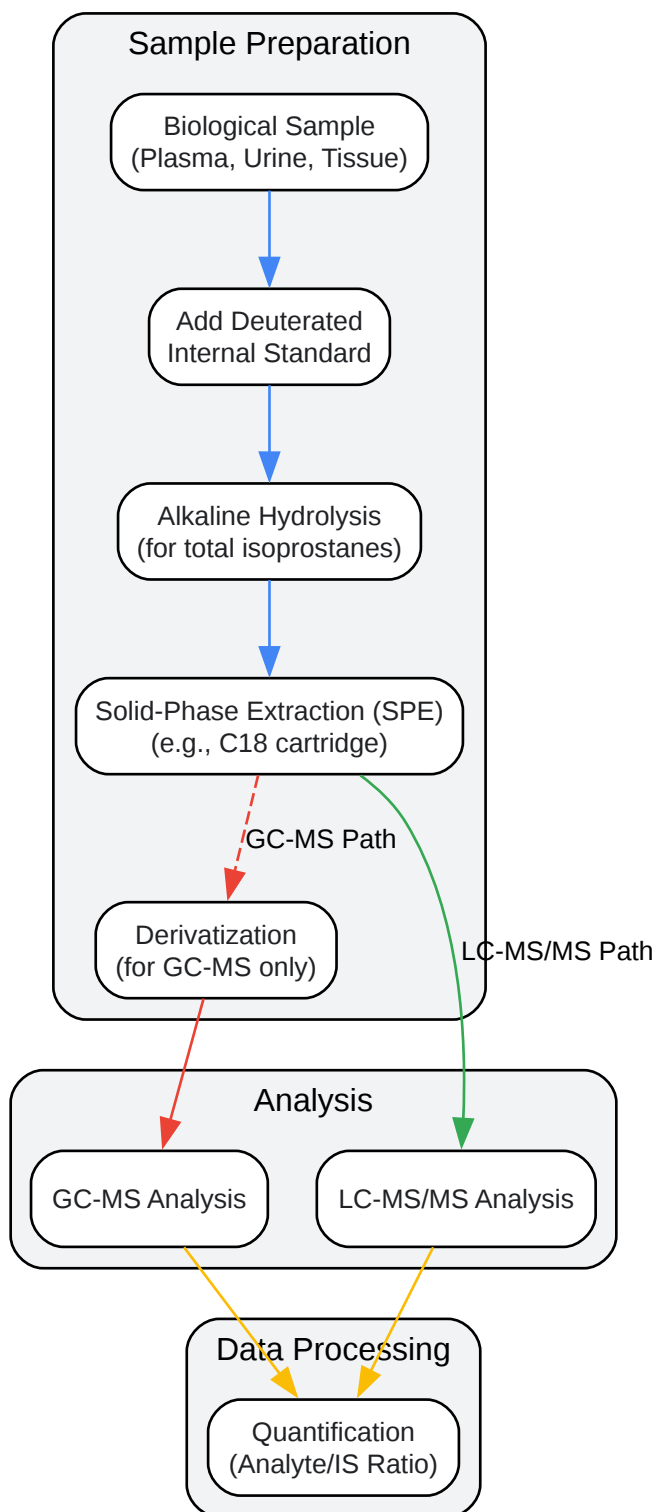 Sample Preparation
Biological Sample
(Plasma, Urine, Tissue)
Add Deuterated
Internal Standard
Alkaline Hydrolysis
(for total isoprostanes)
Solid-Phase Extraction (SPE)
(e.g., C18 cartridge)
GC-MS Path
Derivatization
(for GC-MS only)
LC-MS/MS Path
Analysis
GC-MS Analysis
LC-MS/MS Analysis
Data Processing
Quantification
(Analyte/IS Ratio)